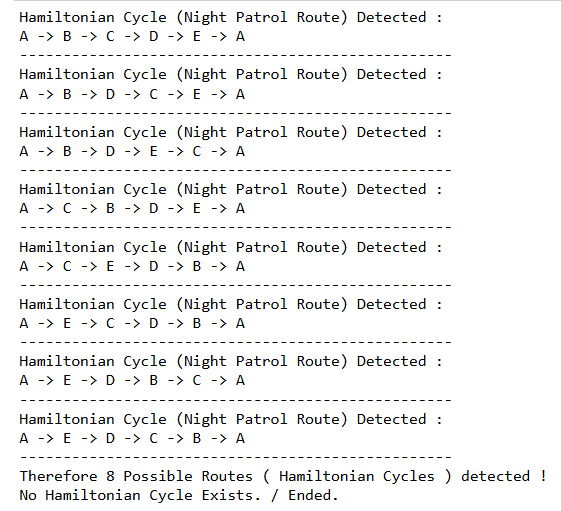 Hamiltonian Cycle (Night Patrol Route) Detected :
A -> B -> C -> D -> E -> A
--------------------------------------------------
Hamiltonian Cycle (Night Patrol Route) Detected :
A -> B -> D -> C -> E -> A
--------------------------------------------------
Hamiltonian Cycle (Night Patrol Route) Detected :
A -> B -> D -> E -> C -> A
--------------------------------------------------
Hamiltonian Cycle (Night Patrol Route) Detected :
A -> C -> B -> D -> E -> A
--------------------------------------------------
Hamiltonian Cycle (Night Patrol Route) Detected :
A -> C -> E -> D -> B -> A
--------------------------------------------------
Hamiltonian Cycle (Night Patrol Route) Detected :
A -> E -> C -> D -> B -> A
--------------------------------------------------
Hamiltonian Cycle (Night Patrol Route) Detected :
A -> E -> D -> B -> C -> A
--------------------------------------------------
Hamiltonian Cycle (Night Patrol Route) Detected :
A -> E -> D -> C -> B -> A
--------------------------------------------------
Therefore 8 Possible Routes ( Hamiltonian Cycles ) detected !
No Hamiltonian Cycle Exists. / Ended.